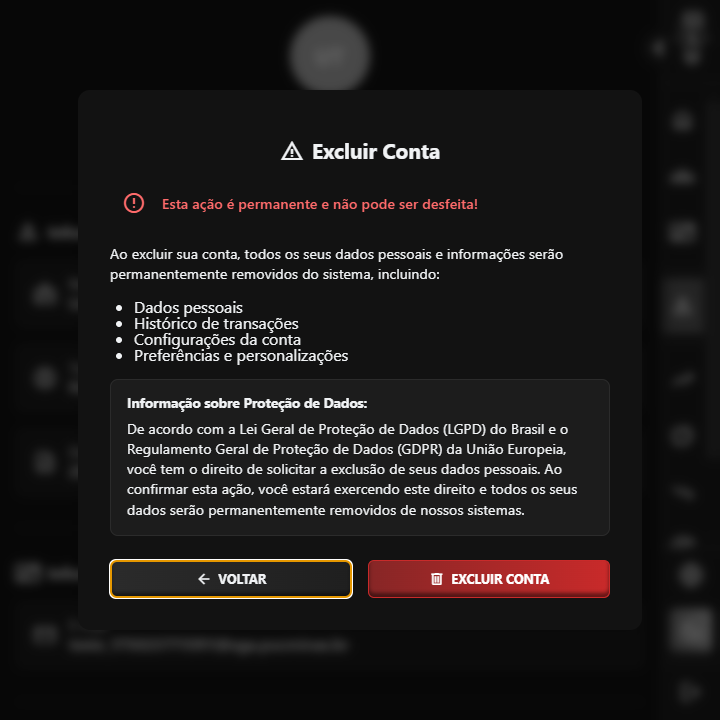 Excluir Conta
Esta ação é permanente e não pode ser desfeita!
Ao excluir sua conta, todos os seus dados pessoais e informações serão
permanentemente removidos do sistema, incluindo:
Dados pessoais
Histórico de transações
Configurações da conta
Preferências e personalizações
Informação sobre Proteção de Dados:
De acordo com a Lei Geral de Proteção de Dados (LGPD) do Brasil e o
Regulamento Geral de Proteção de Dados (GDPR) da União Europeia,
você tem o direito de solicitar a exclusão de seus dados pessoais. Ao
confirmar esta ação, você estará exercendo este direito e todos os seus
dados serão permanentemente removidos de nossos sistemas.
VOLTAR
EXCLUIR CONTA